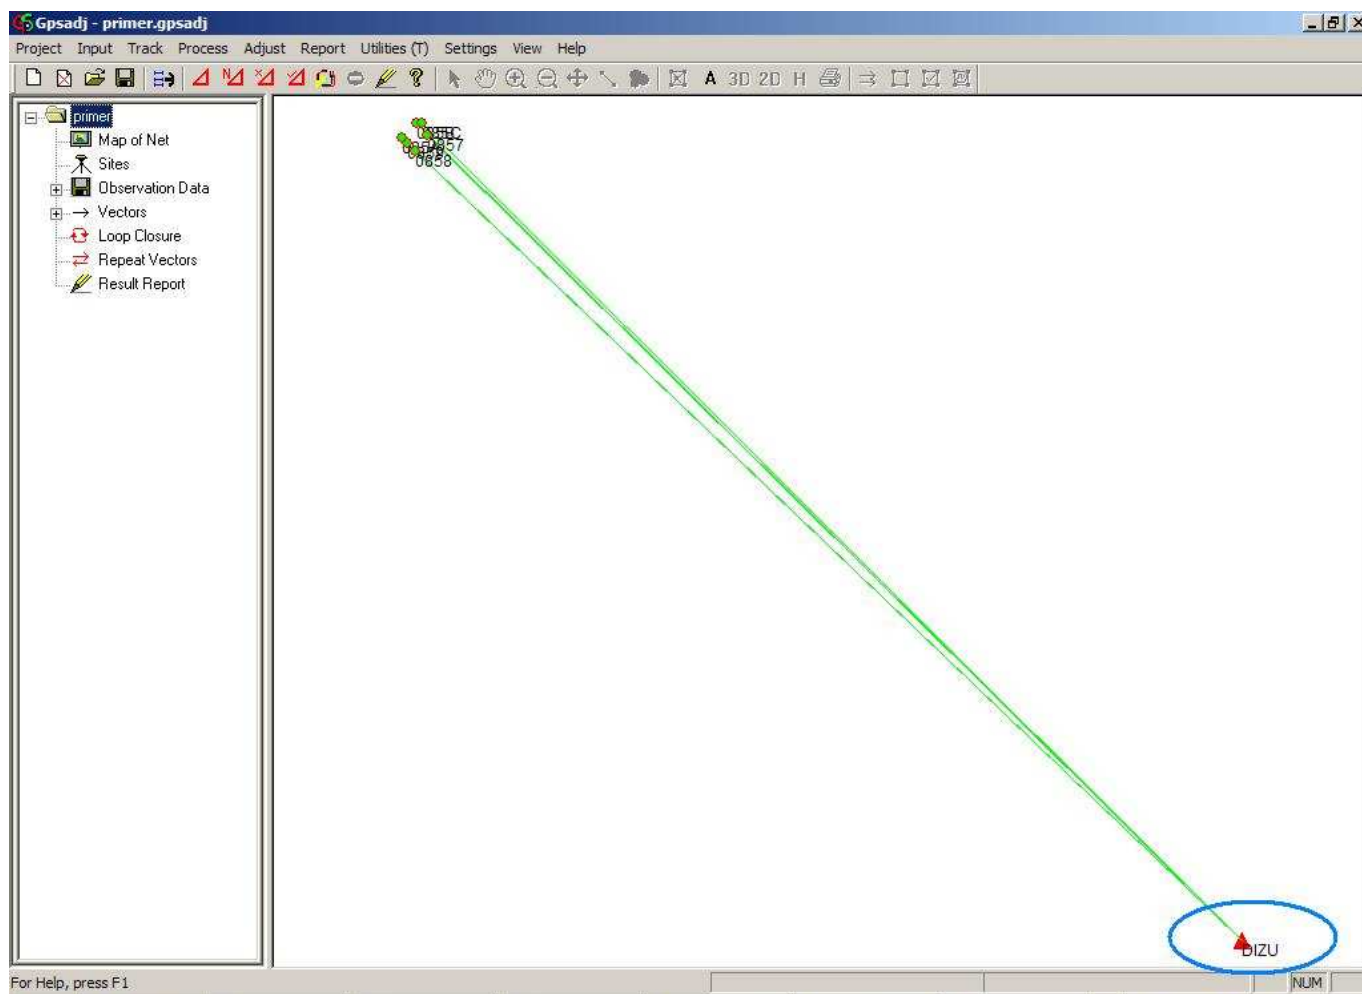 Gpsadj - primer.gpsadj
Project Input Track Process Adjust Report Utilities (T) Settings View Help
A 3D 2D H
primer
Map of Net
Sites
Observation Data
Vectors
Loop Closure
Repeat Vectors
Result Report
0857
0858
DIZU
For Help, press F1
NUM